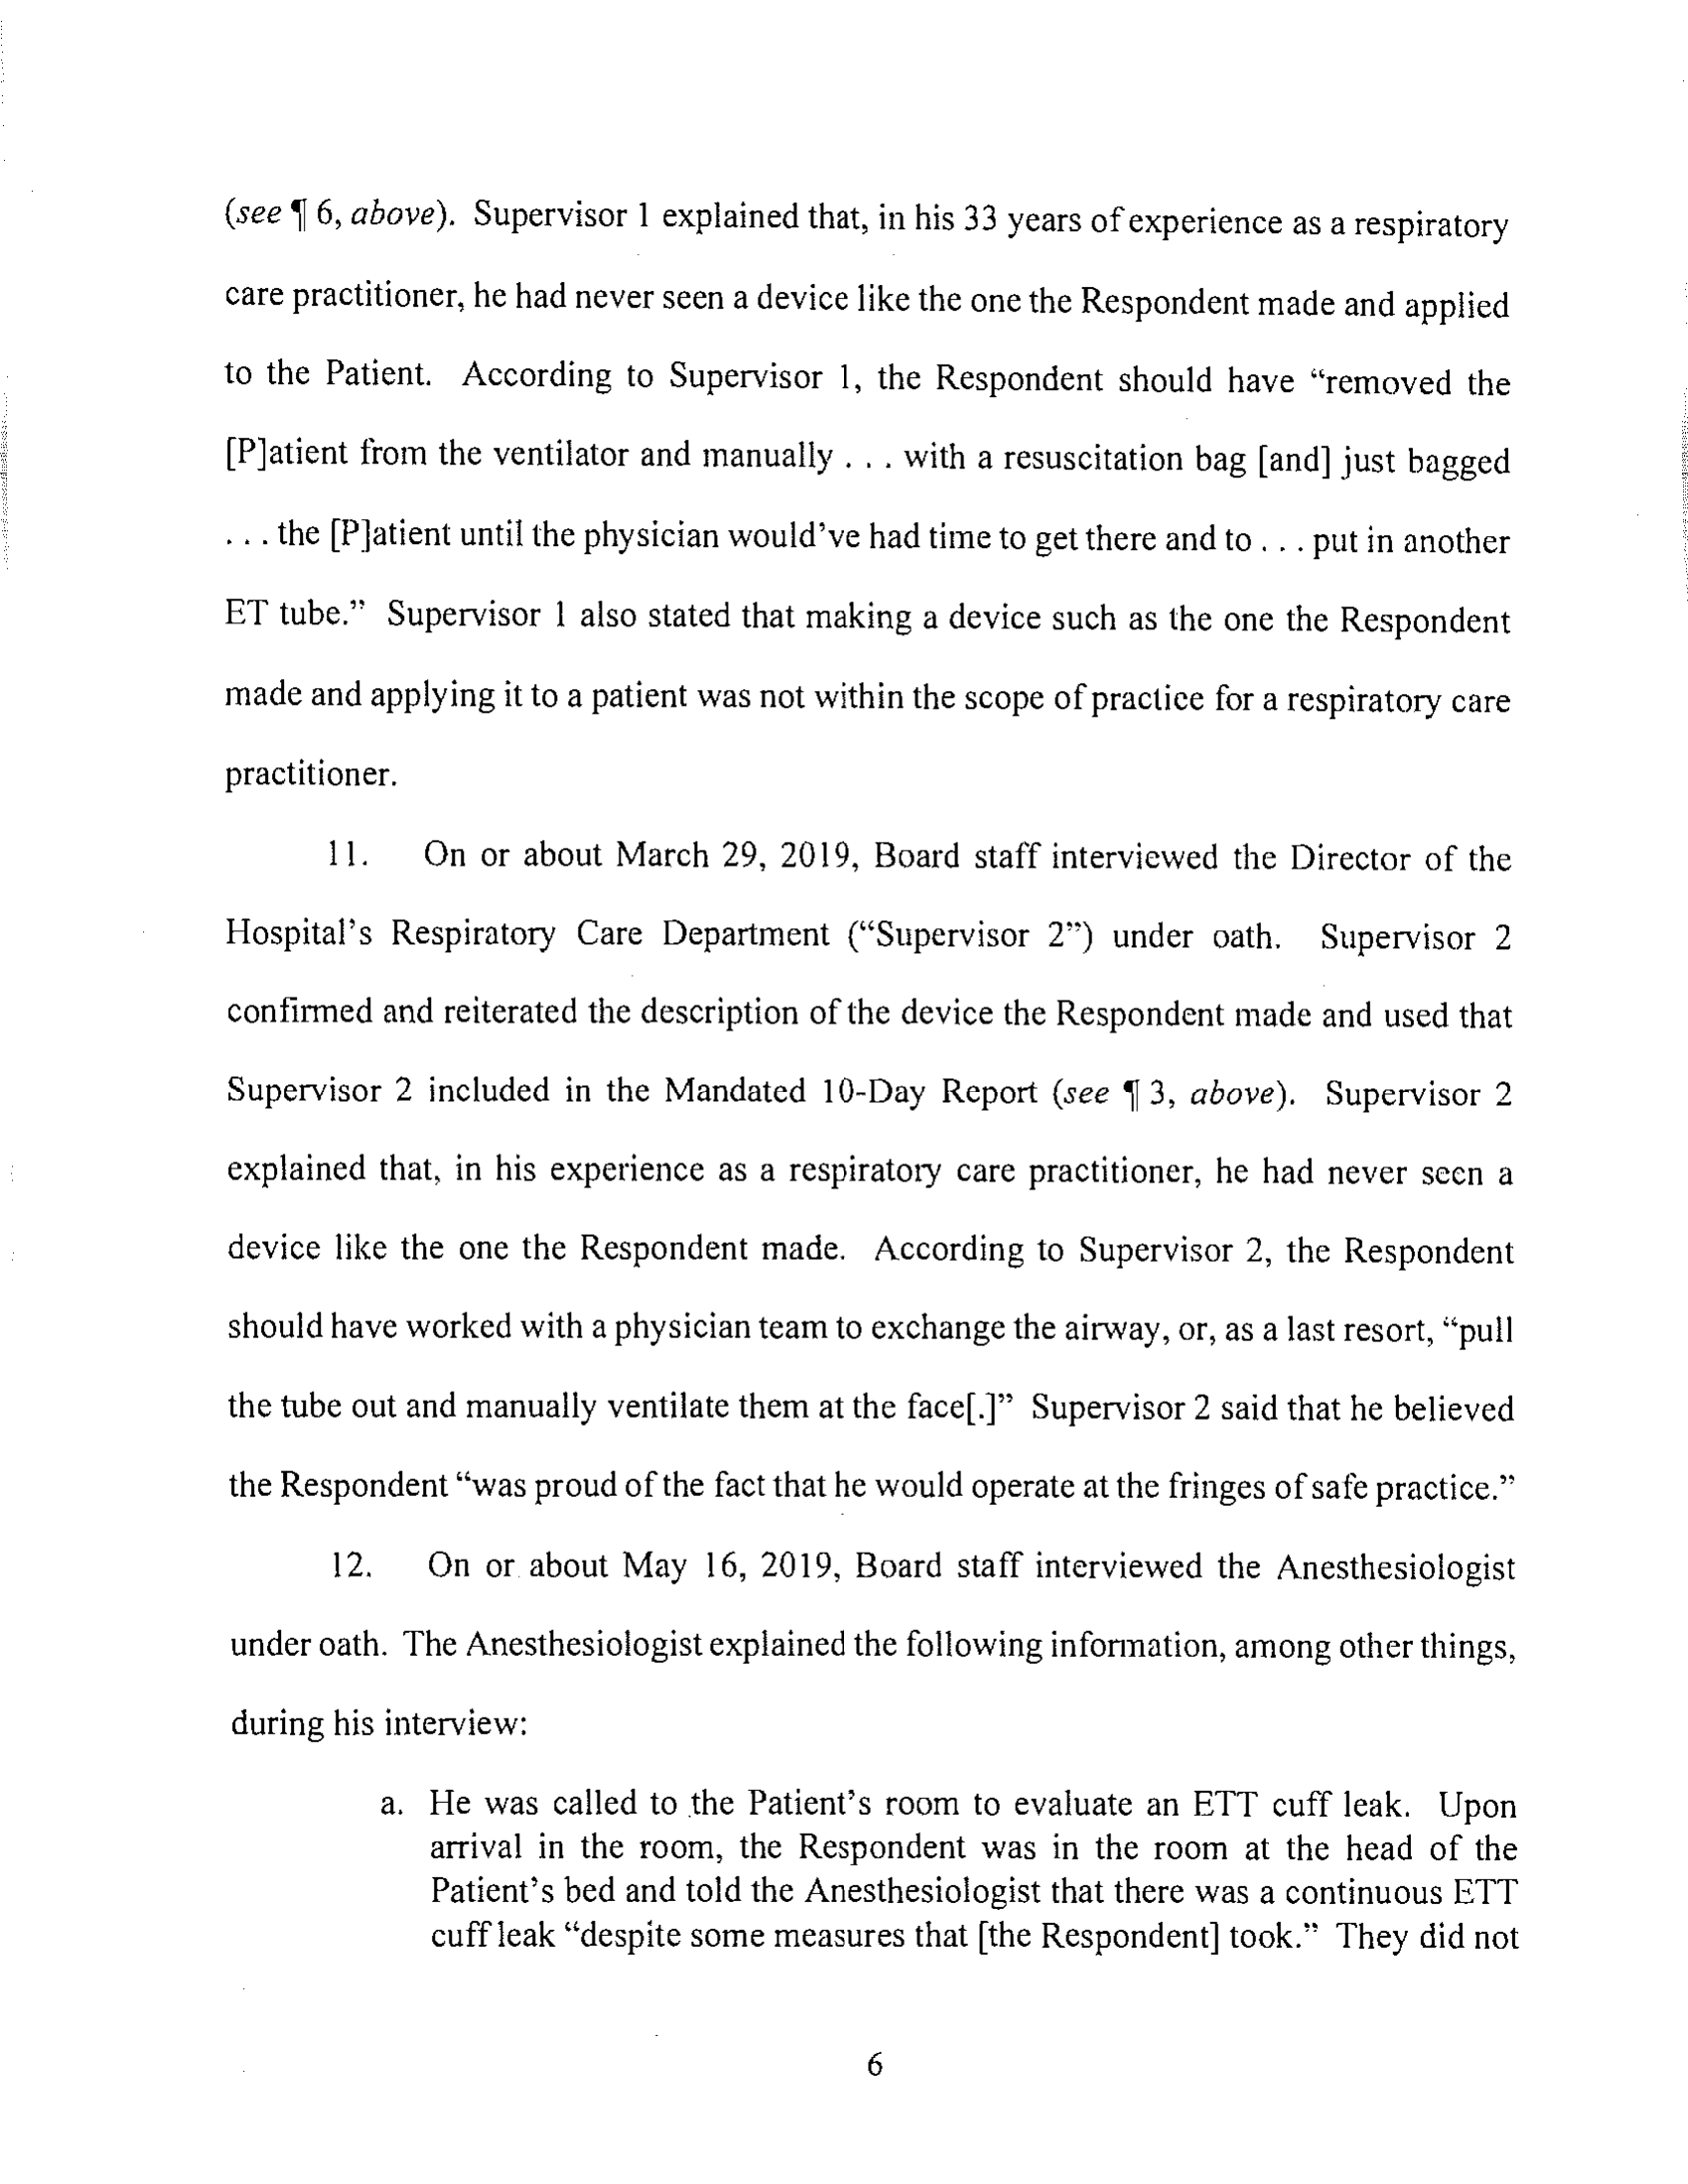 (see ¶ 6, above). Supervisor 1 explained that, in his 33 years of experience as a respiratory
care practitioner, he had never seen a device like the one the Respondent made and applied
to the Patient. According to Supervisor 1, the Respondent should have “removed the
[P]atient from the ventilator and manually . . . with a resuscitation bag [and] just bagged
. . . the [P]atient until the physician would’ve had time to get there and to . . . put in another
ET tube.” Supervisor 1 also stated that making a device such as the one the Respondent
made and applying it to a patient was not within the scope of practice for a respiratory care
practitioner.
11. On or about March 29, 2019, Board staff interviewed the Director of the
Hospital’s Respiratory Care Department (“Supervisor 2”) under oath. Supervisor 2
confirmed and reiterated the description of the device the Respondent made and used that
Supervisor 2 included in the Mandated 10-Day Report (see ¶ 3, above). Supervisor 2
explained that, in his experience as a respiratory care practitioner, he had never seen a
device like the one the Respondent made. According to Supervisor 2, the Respondent
should have worked with a physician team to exchange the airway, or, as a last resort, “pull
the tube out and manually ventilate them at the face[.]” Supervisor 2 said that he believed
the Respondent “was proud of the fact that he would operate at the fringes of safe practice.”
12. On or about May 16, 2019, Board staff interviewed the Anesthesiologist
under oath. The Anesthesiologist explained the following information, among other things,
during his interview:
a. He was called to the Patient’s room to evaluate an ETT cuff leak. Upon
arrival in the room, the Respondent was in the room at the head of the
Patient’s bed and told the Anesthesiologist that there was a continuous ETT
cuff leak “despite some measures that [the Respondent] took.” They did not
6